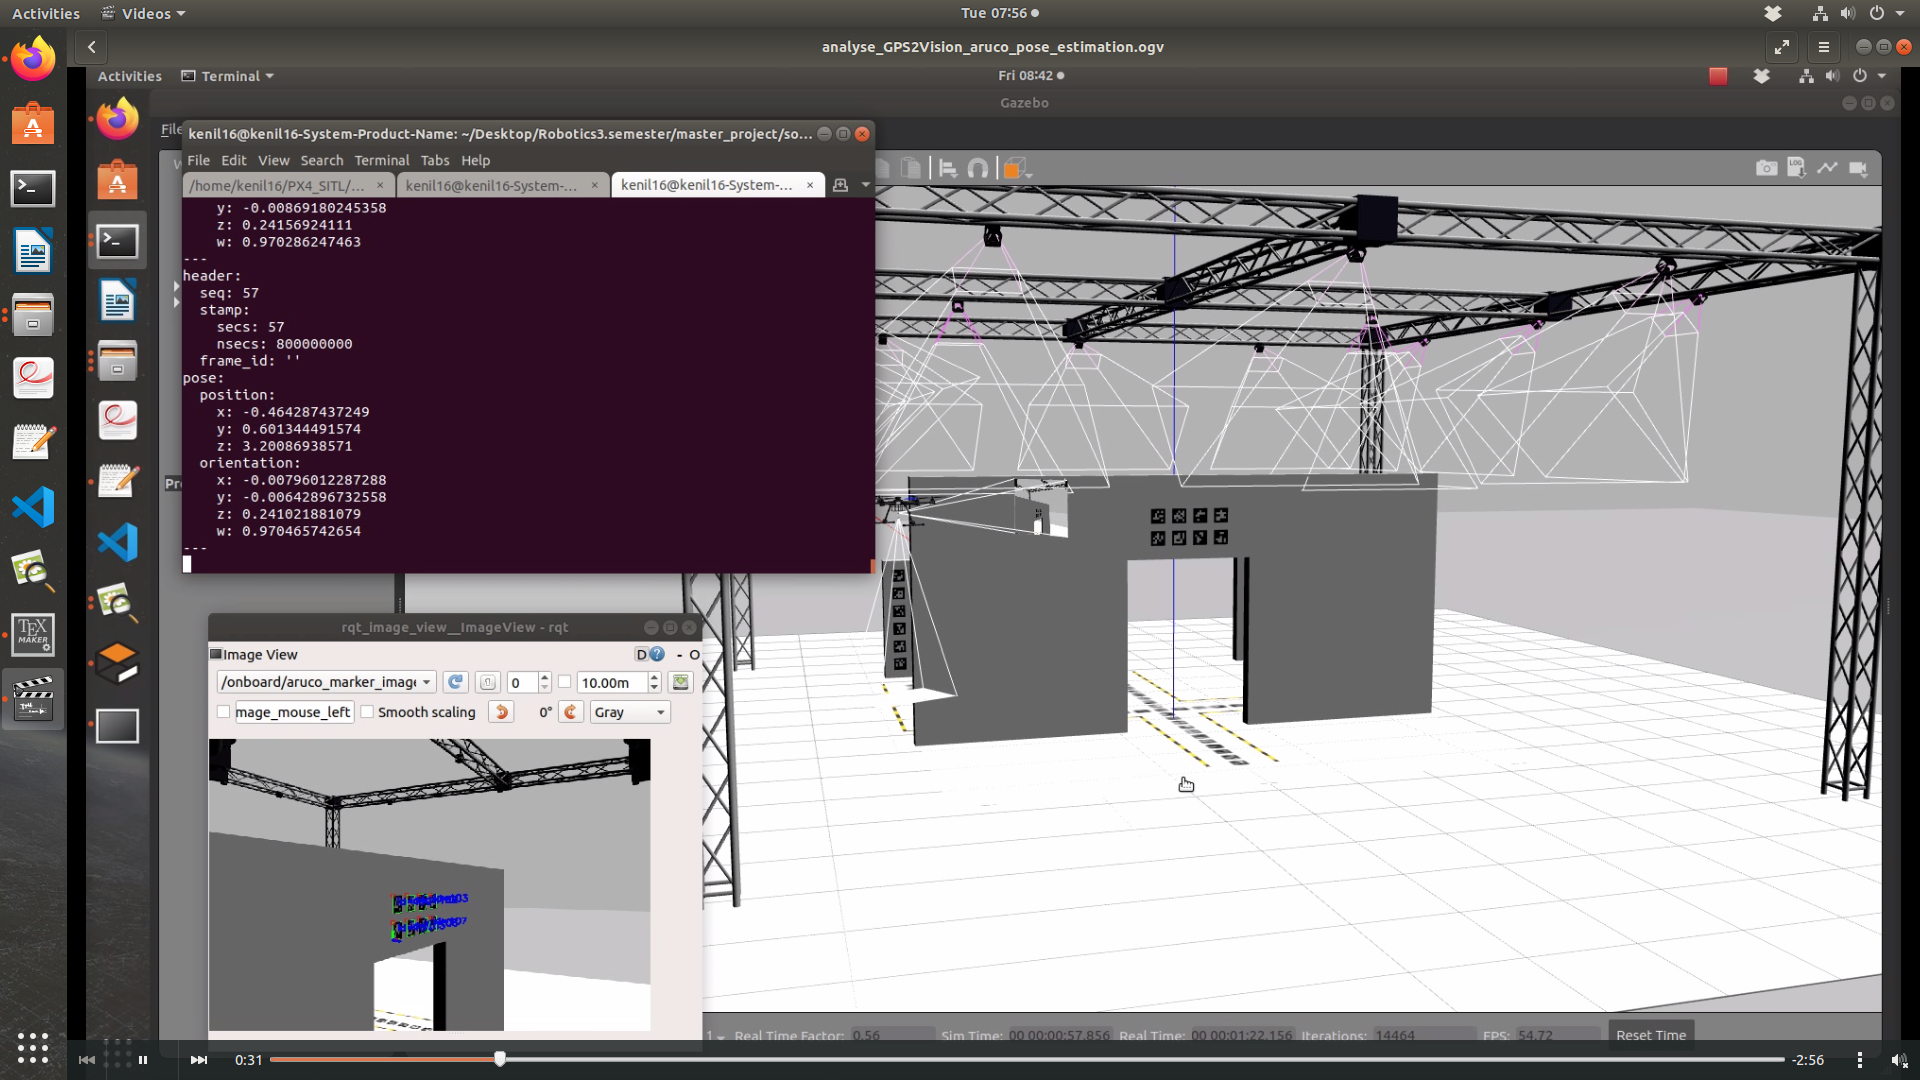 Activities Videos Tue 07:56
analyse_GPS2Vision_aruco_pose_estimation.ogv
Activities Terminal Fri 08:42
Gazebo
File
kenil16@kenil16-System-Product-Name: ~/Desktop/Robotics3.semester/master_project/so...
File Edit View Search Terminal Tabs Help
/home/kenil16/PX4_SITL/... × kenil16@kenil16-System-... × kenil16@kenil16-System-... ×
LOG
y: -0.00869180245358
z: 0.24156924111
w: 0.970286247463
---
header:
seq: 57
stamp:
secs: 57
nsecs: 800000000
frame_id: ''
pose:
position:
x: -0.464287437249
y: 0.601344491574
z: 3.20086938571
orientation:
x: -0.00796012287288
y: -0.00642896732558
z: 0.241021881079
w: 0.970465742654
---
Pr
rqt_image_view__ImageView - rqt
Image View D ? - O
/onboard/aruco_marker_image 0 10.00m
mage_mouse_left Smooth scaling 0° Gray
TEX
MAKER
1 Real Time Factor: 0.56 Sim Time: 00 00:00:57.856 Real Time: 00 00:01:22.156 Iterations: 14464 FPS: 54.72 Reset Time
0:31 -2:56